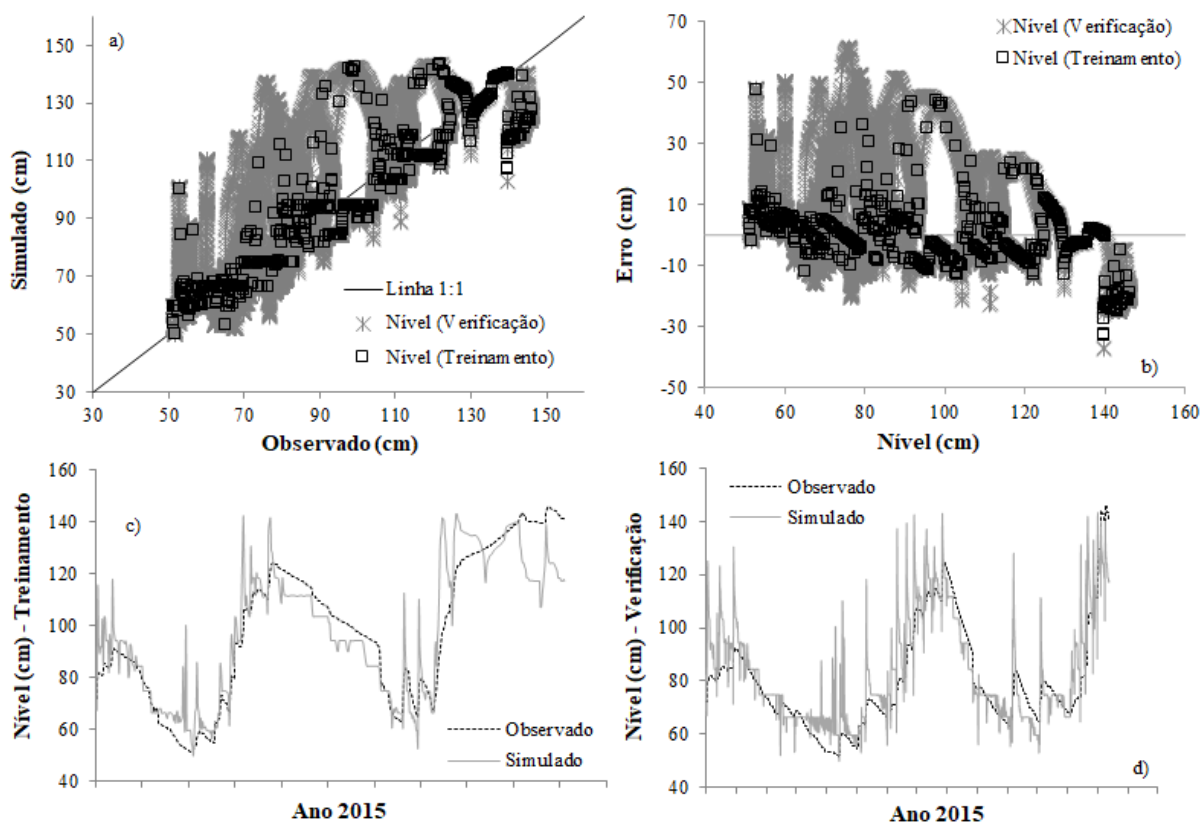 a)
Simulado (cm)
150
130
110
90
70
50
30
30 50 70 90 110 130 150
Observado (cm)
Linha 1:1
Nível (Verificação)
Nível (Treinamento)
b)
Erro (cm)
70
50
30
10
-10
-30
-50
40 60 80 100 120 140 160
Nível (cm)
Nível (Verificação)
Nível (Treinamento)
c)
Nível (cm) - Treinamento
160
140
120
100
80
60
40
Observado
Simulado
Ano 2015
d)
Nível (cm) - Verificação
160
140
120
100
80
60
40
Observado
Simulado
Ano 2015